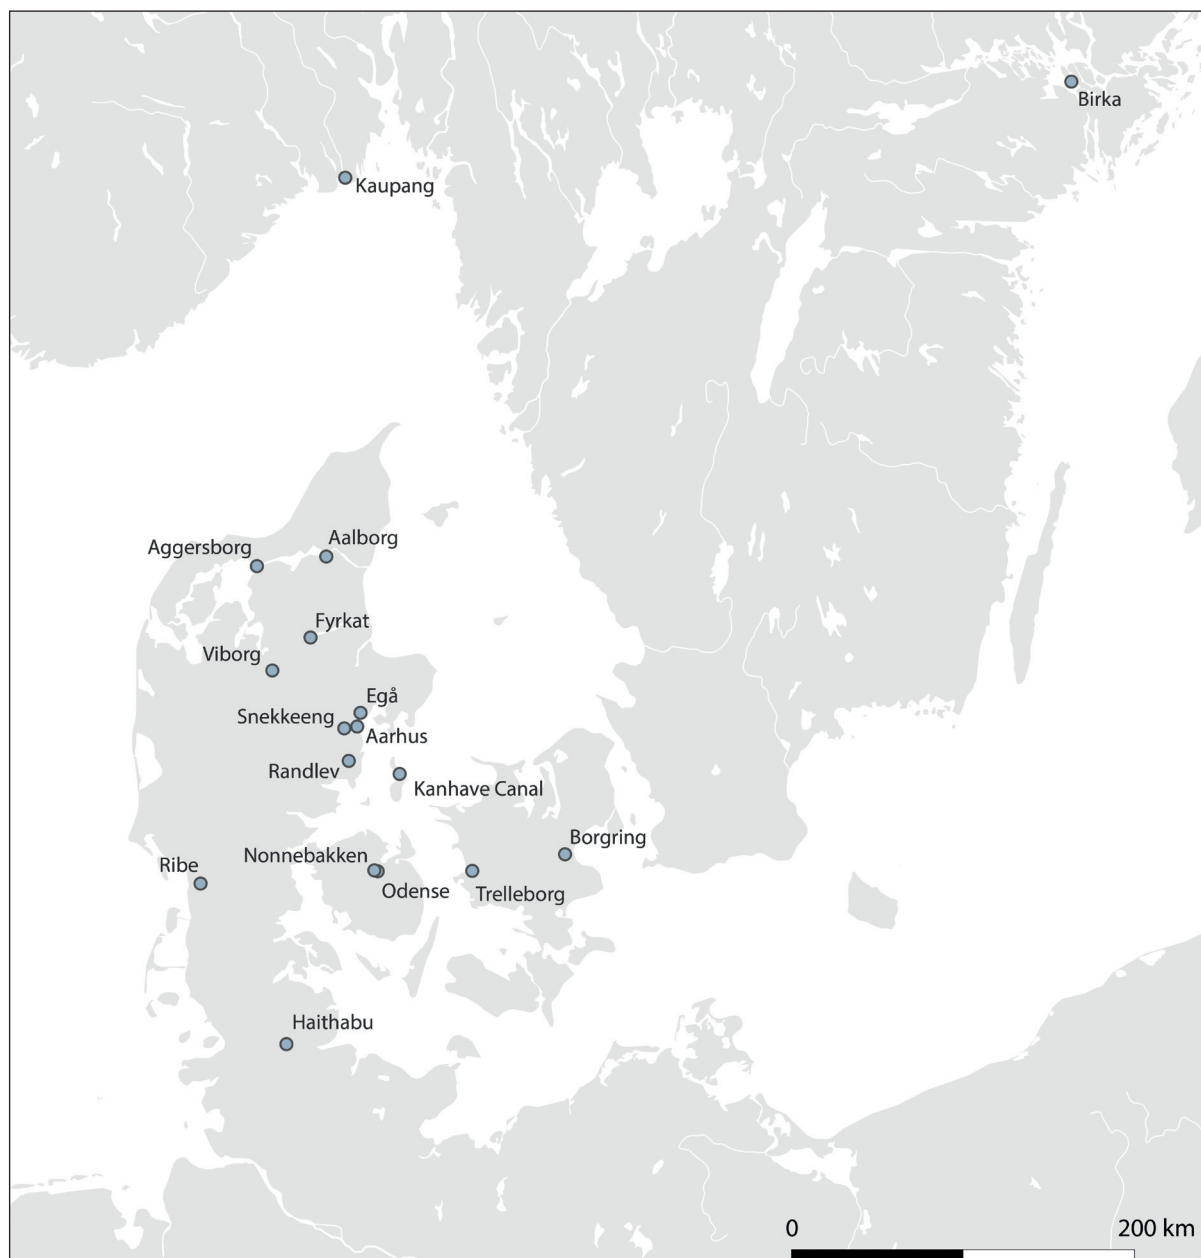 Birka
Kaupang
Aalborg
Aggersborg
Fyrkat
Viborg
Egå
Snekkeeng
Aarhus
Randlev
Kanhave Canal
Borgring
Nonnebakken
Ribe
Odense
Trelleborg
Haithabu
0 200 km